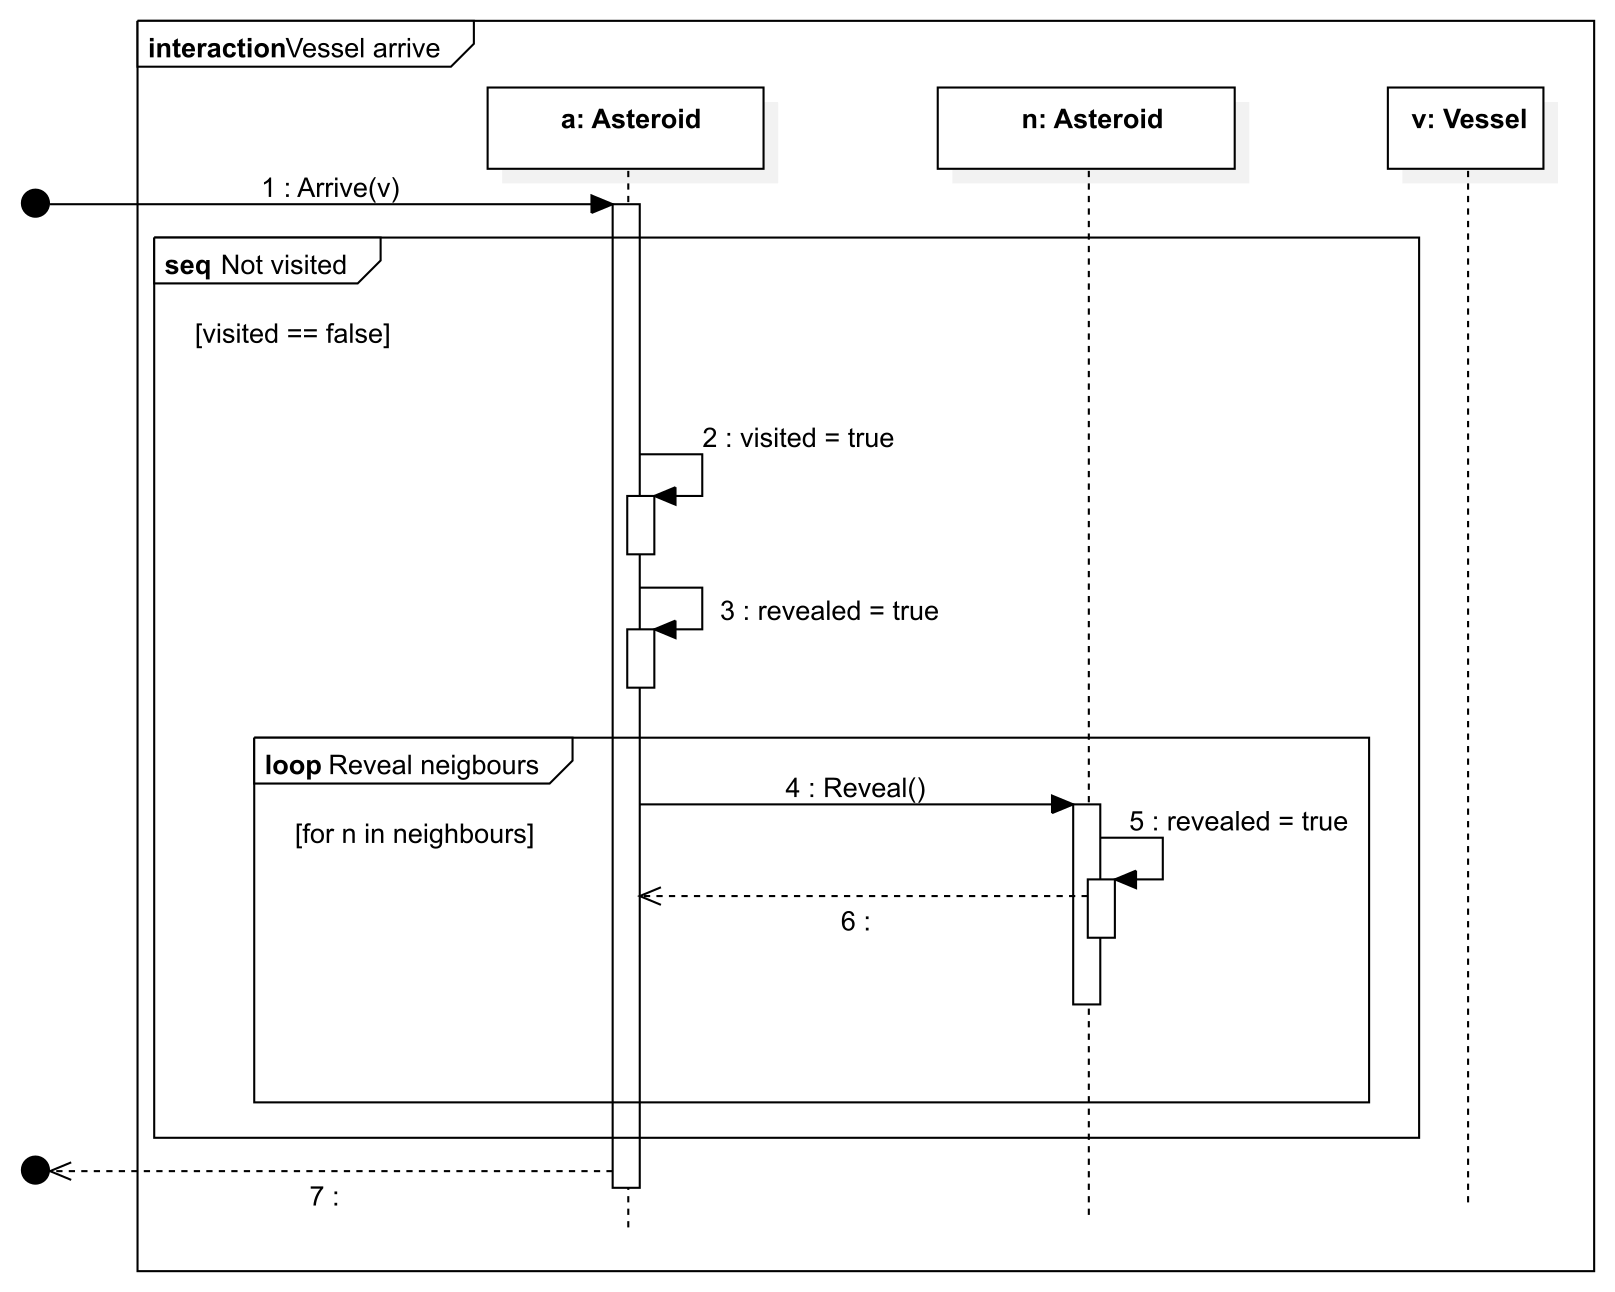 interactionVessel arrive
a: Asteroid
n: Asteroid
v: Vessel
1 : Arrive(v)
seq Not visited
[visited == false]
2 : visited = true
3 : revealed = true
loop Reveal neigbours
4 : Reveal()
5 : revealed = true
[for n in neighbours]
6 :
7 :